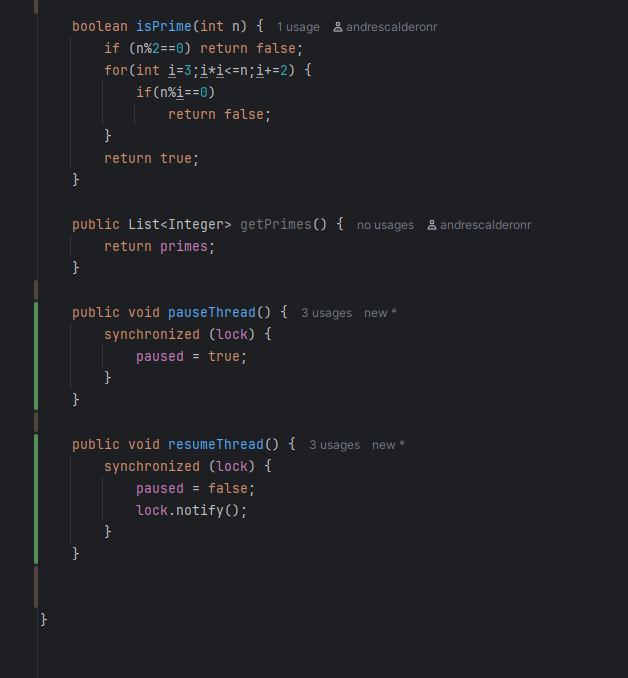 boolean isPrime(int n) { 1 usage andrescalderonr
if (n%2==0) return false;
for(int i=3;i*i<=n;i+=2) {
if(n%i==0)
return false;
}
return true;
}
public List<Integer> getPrimes() { no usages andrescalderonr
return primes;
}
public void pauseThread() { 3 usages new *
synchronized (lock) {
paused = true;
}
}
public void resumeThread() { 3 usages new *
synchronized (lock) {
paused = false;
lock.notify();
}
}
}